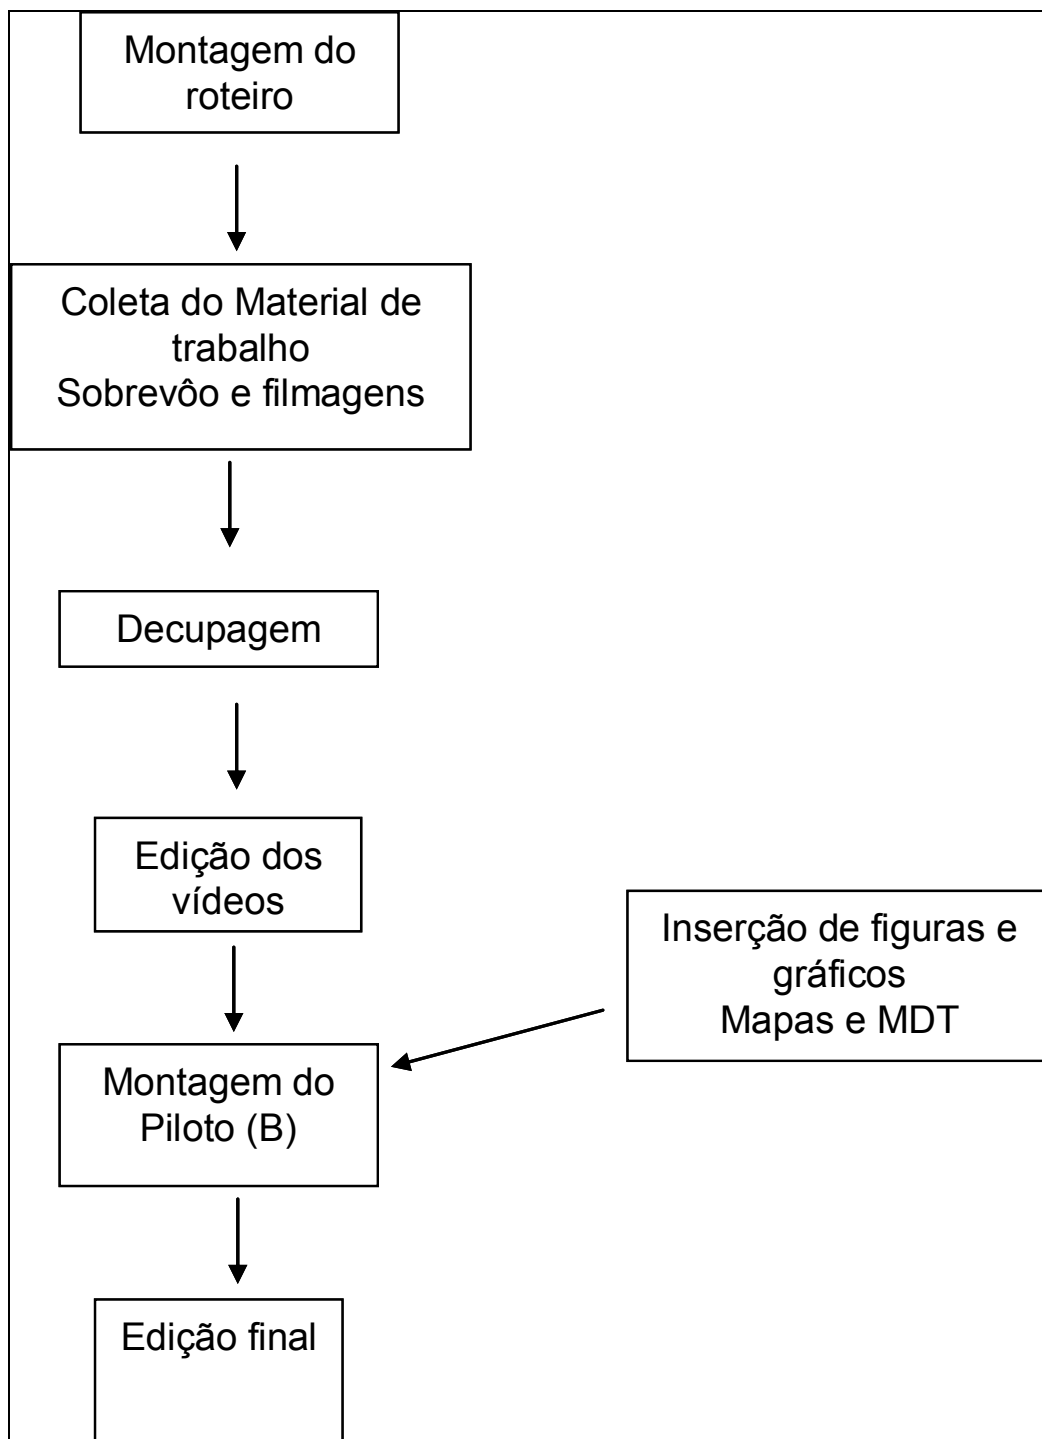 Montagem do
roteiro
Coleta do Material de
trabalho
Sobrevôo e filmagens
Decupagem
Edição dos
vídeos
Inserção de figuras e
gráficos
Mapas e MDT
Montagem do
Piloto (B)
Edição final